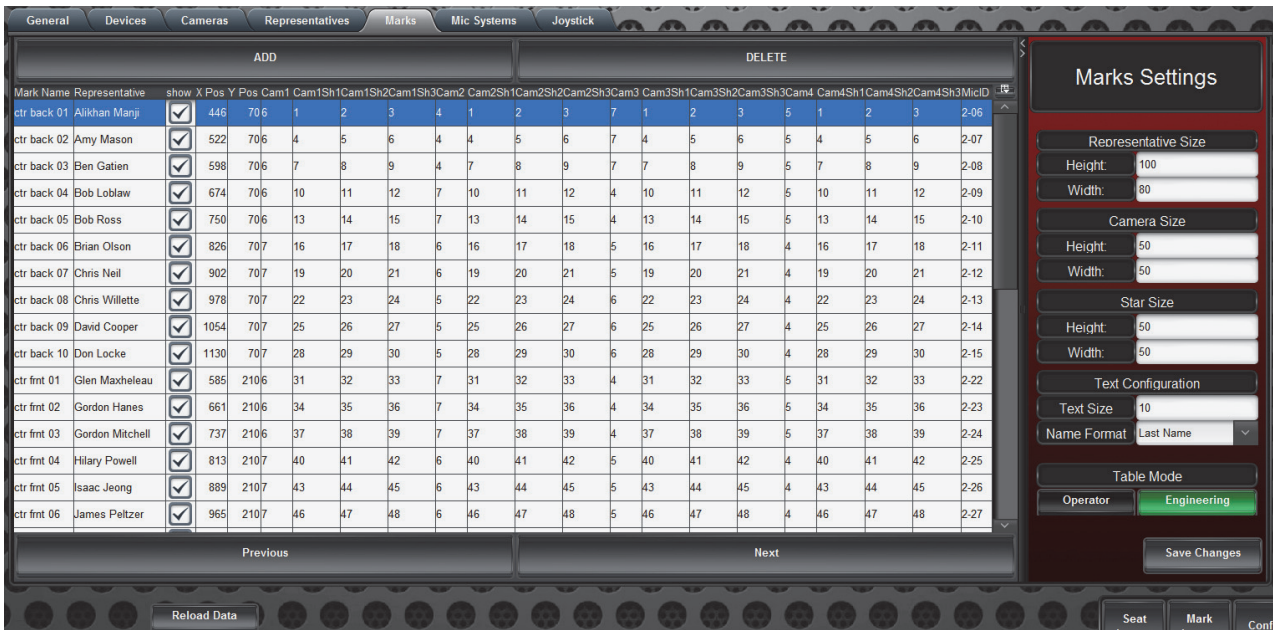 General Devices Cameras Representatives Marks Mic Systems Joystick
ADD DELETE
Mark Name Representative show X Pos Y Pos Cam1 Cam1Sh1 Cam1Sh2 Cam1Sh3 Cam2 Cam2Sh1 Cam2Sh2 Cam2Sh3 Cam3 Cam3Sh1 Cam3Sh2 Cam3Sh3 Cam4 Cam4Sh1 Cam4Sh2 Cam4Sh3 MicID
ctr back 01 Alikhan Manji 446 70 6 1 2 3 4 1 2 3 7 1 2 3 5 1 2 3 2-06
ctr back 02 Amy Mason 522 70 6 4 5 6 4 4 5 6 7 4 5 6 5 4 5 6 2-07
ctr back 03 Ben Gatien 598 70 6 7 8 9 4 7 8 9 7 7 8 9 5 7 8 9 2-08
ctr back 04 Bob Loblaw 674 70 6 10 11 12 7 10 11 12 4 10 11 12 5 10 11 12 2-09
ctr back 05 Bob Ross 750 70 6 13 14 15 7 13 14 15 4 13 14 15 5 13 14 15 2-10
ctr back 06 Brian Olson 826 70 7 16 17 18 6 16 17 18 5 16 17 18 4 16 17 18 2-11
ctr back 07 Chris Neil 902 70 7 19 20 21 6 19 20 21 5 19 20 21 4 19 20 21 2-12
ctr back 08 Chris Willette 978 70 7 22 23 24 5 22 23 24 6 22 23 24 4 22 23 24 2-13
ctr back 09 David Cooper 1054 70 7 25 26 27 5 25 26 27 6 25 26 27 4 25 26 27 2-14
ctr back 10 Don Locke 1130 70 7 28 29 30 5 28 29 30 6 28 29 30 4 28 29 30 2-15
ctr frnt 01 Glen Maxheleau 585 210 6 31 32 33 7 31 32 33 4 31 32 33 5 31 32 33 2-22
ctr frnt 02 Gordon Hanes 661 210 6 34 35 36 7 34 35 36 4 34 35 36 5 34 35 36 2-23
ctr frnt 03 Gordon Mitchell 737 210 6 37 38 39 7 37 38 39 4 37 38 39 5 37 38 39 2-24
ctr frnt 04 Hilary Powell 813 210 7 40 41 42 6 40 41 42 5 40 41 42 4 40 41 42 2-25
ctr frnt 05 Isaac Jeong 889 210 7 43 44 45 6 43 44 45 5 43 44 45 4 43 44 45 2-26
ctr frnt 06 James Peltzer 965 210 7 46 47 48 6 46 47 48 5 46 47 48 4 46 47 48 2-27
Previous Next
Marks Settings
Representative Size
Height: 100
Width: 80
Camera Size
Height: 50
Width: 50
Star Size
Height: 50
Width: 50
Text Configuration
Text Size 10
Name Format Last Name
Table Mode
Operator Engineering
Save Changes
Reload Data
Seat Mark Conf